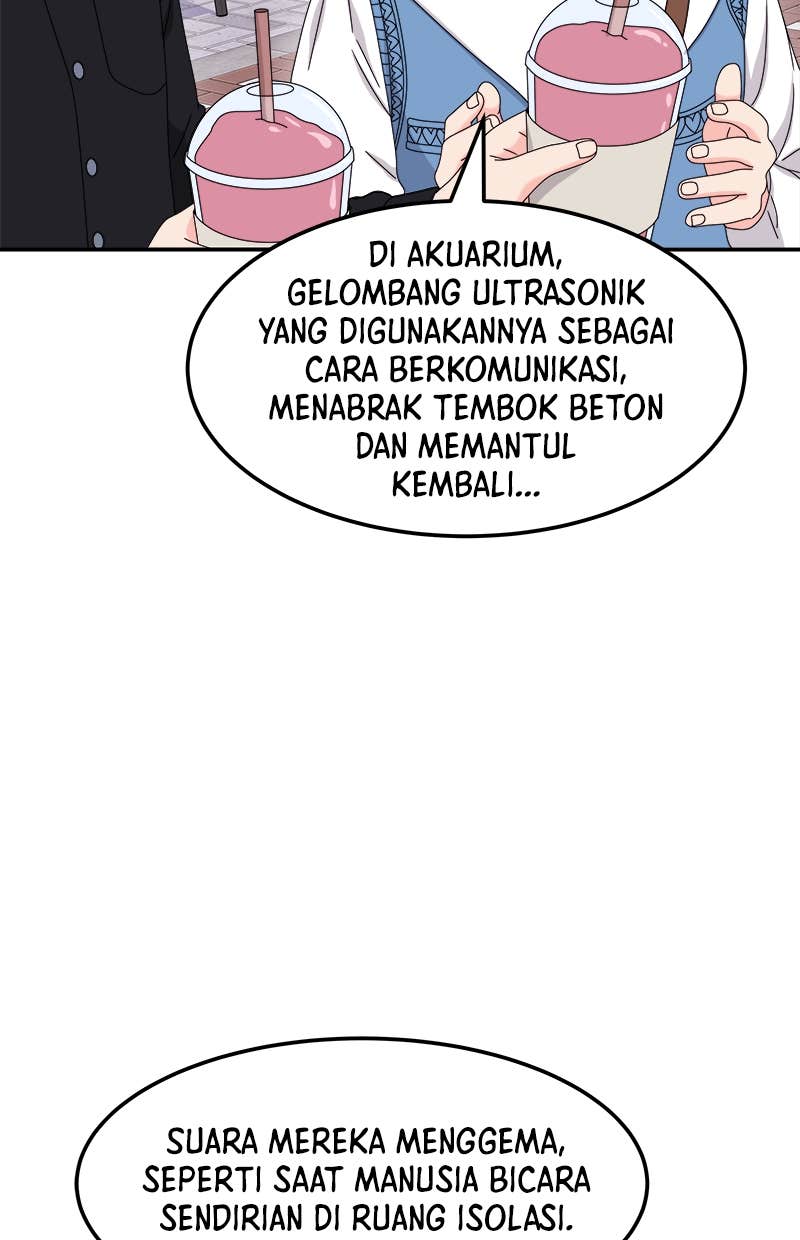 DI AKUARIUM,
GELOMBANG ULTRASONIK
YANG DIGUNAKANNYA SEBAGAI
CARA BERKOMUNIKASI,
MENABRAK TEMBOK BETON
DAN MEMANTUL
KEMBALI...
SUARA MEREKA MENGGEMA,
SEPERTI SAAT MANUSIA BICARA
SENDIRIAN DI RUANG ISOLASI.